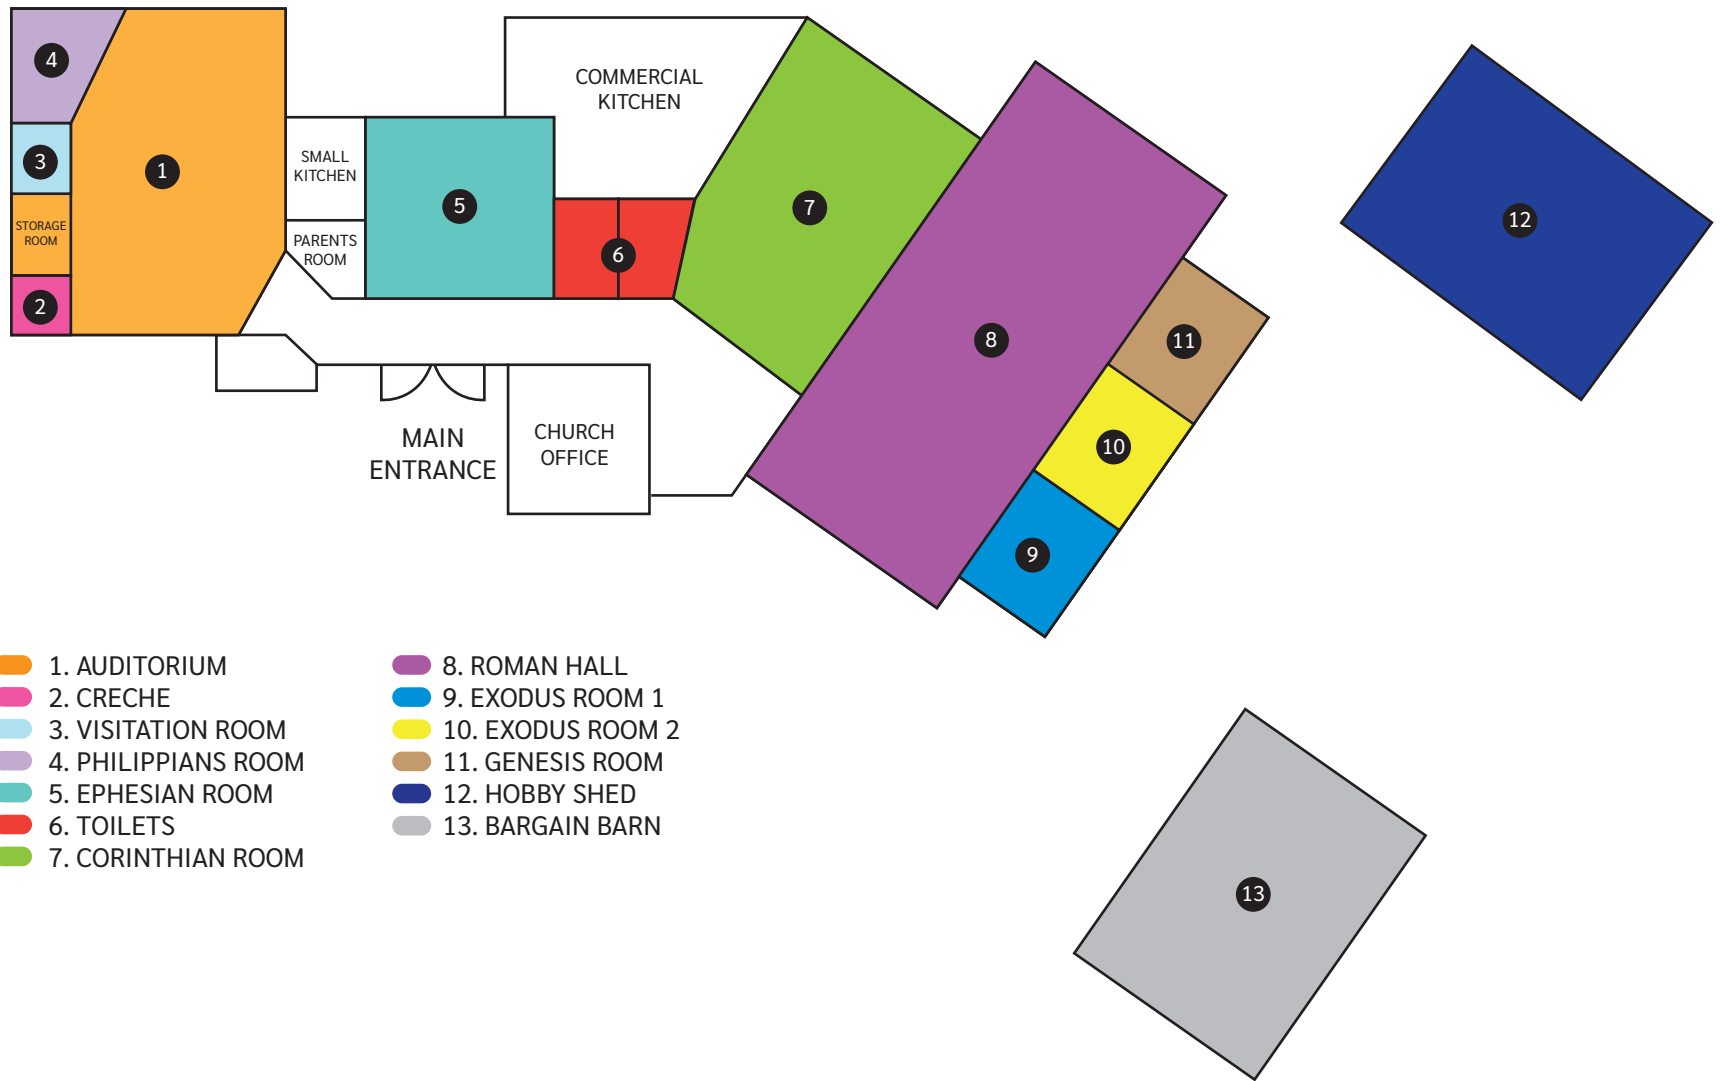 4
COMMERCIAL
KITCHEN
3
1
SMALL
KITCHEN
5
7
12
STORAGE
ROOM
PARENTS
ROOM
6
2
8
11
MAIN
ENTRANCE
CHURCH
OFFICE
10
9
1. AUDITORIUM
2. CRECHE
3. VISITATION ROOM
4. PHILIPPIANS ROOM
5. EPHESIAN ROOM
6. TOILETS
7. CORINTHIAN ROOM
8. ROMAN HALL
9. EXODUS ROOM 1
10. EXODUS ROOM 2
11. GENESIS ROOM
12. HOBBY SHED
13. BARGAIN BARN
13